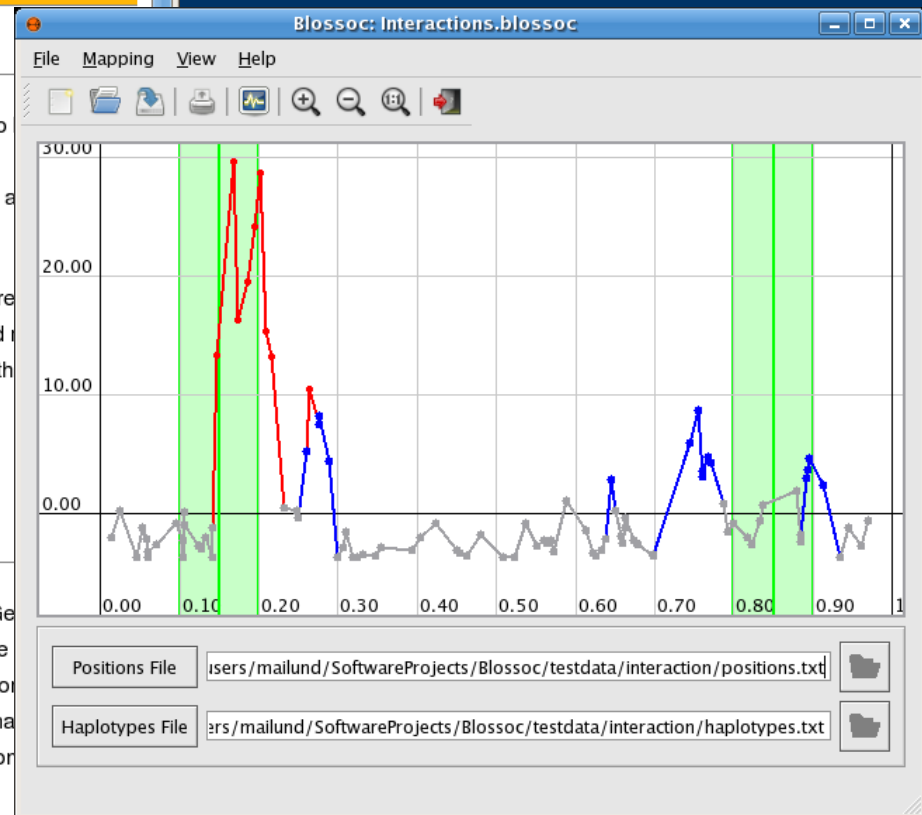 Blossoc: Interactions.blossoc
File Mapping View Help
30.00
20.00
10.00
0.00
0.00 0.10 0.20 0.30 0.40 0.50 0.60 0.70 0.80 0.90 1
Positions File users/mailund/SoftwareProjects/Blossoc/testdata/interaction/positions.txt
Haplotypes File ers/mailund/SoftwareProjects/Blossoc/testdata/interaction/haplotypes.txt